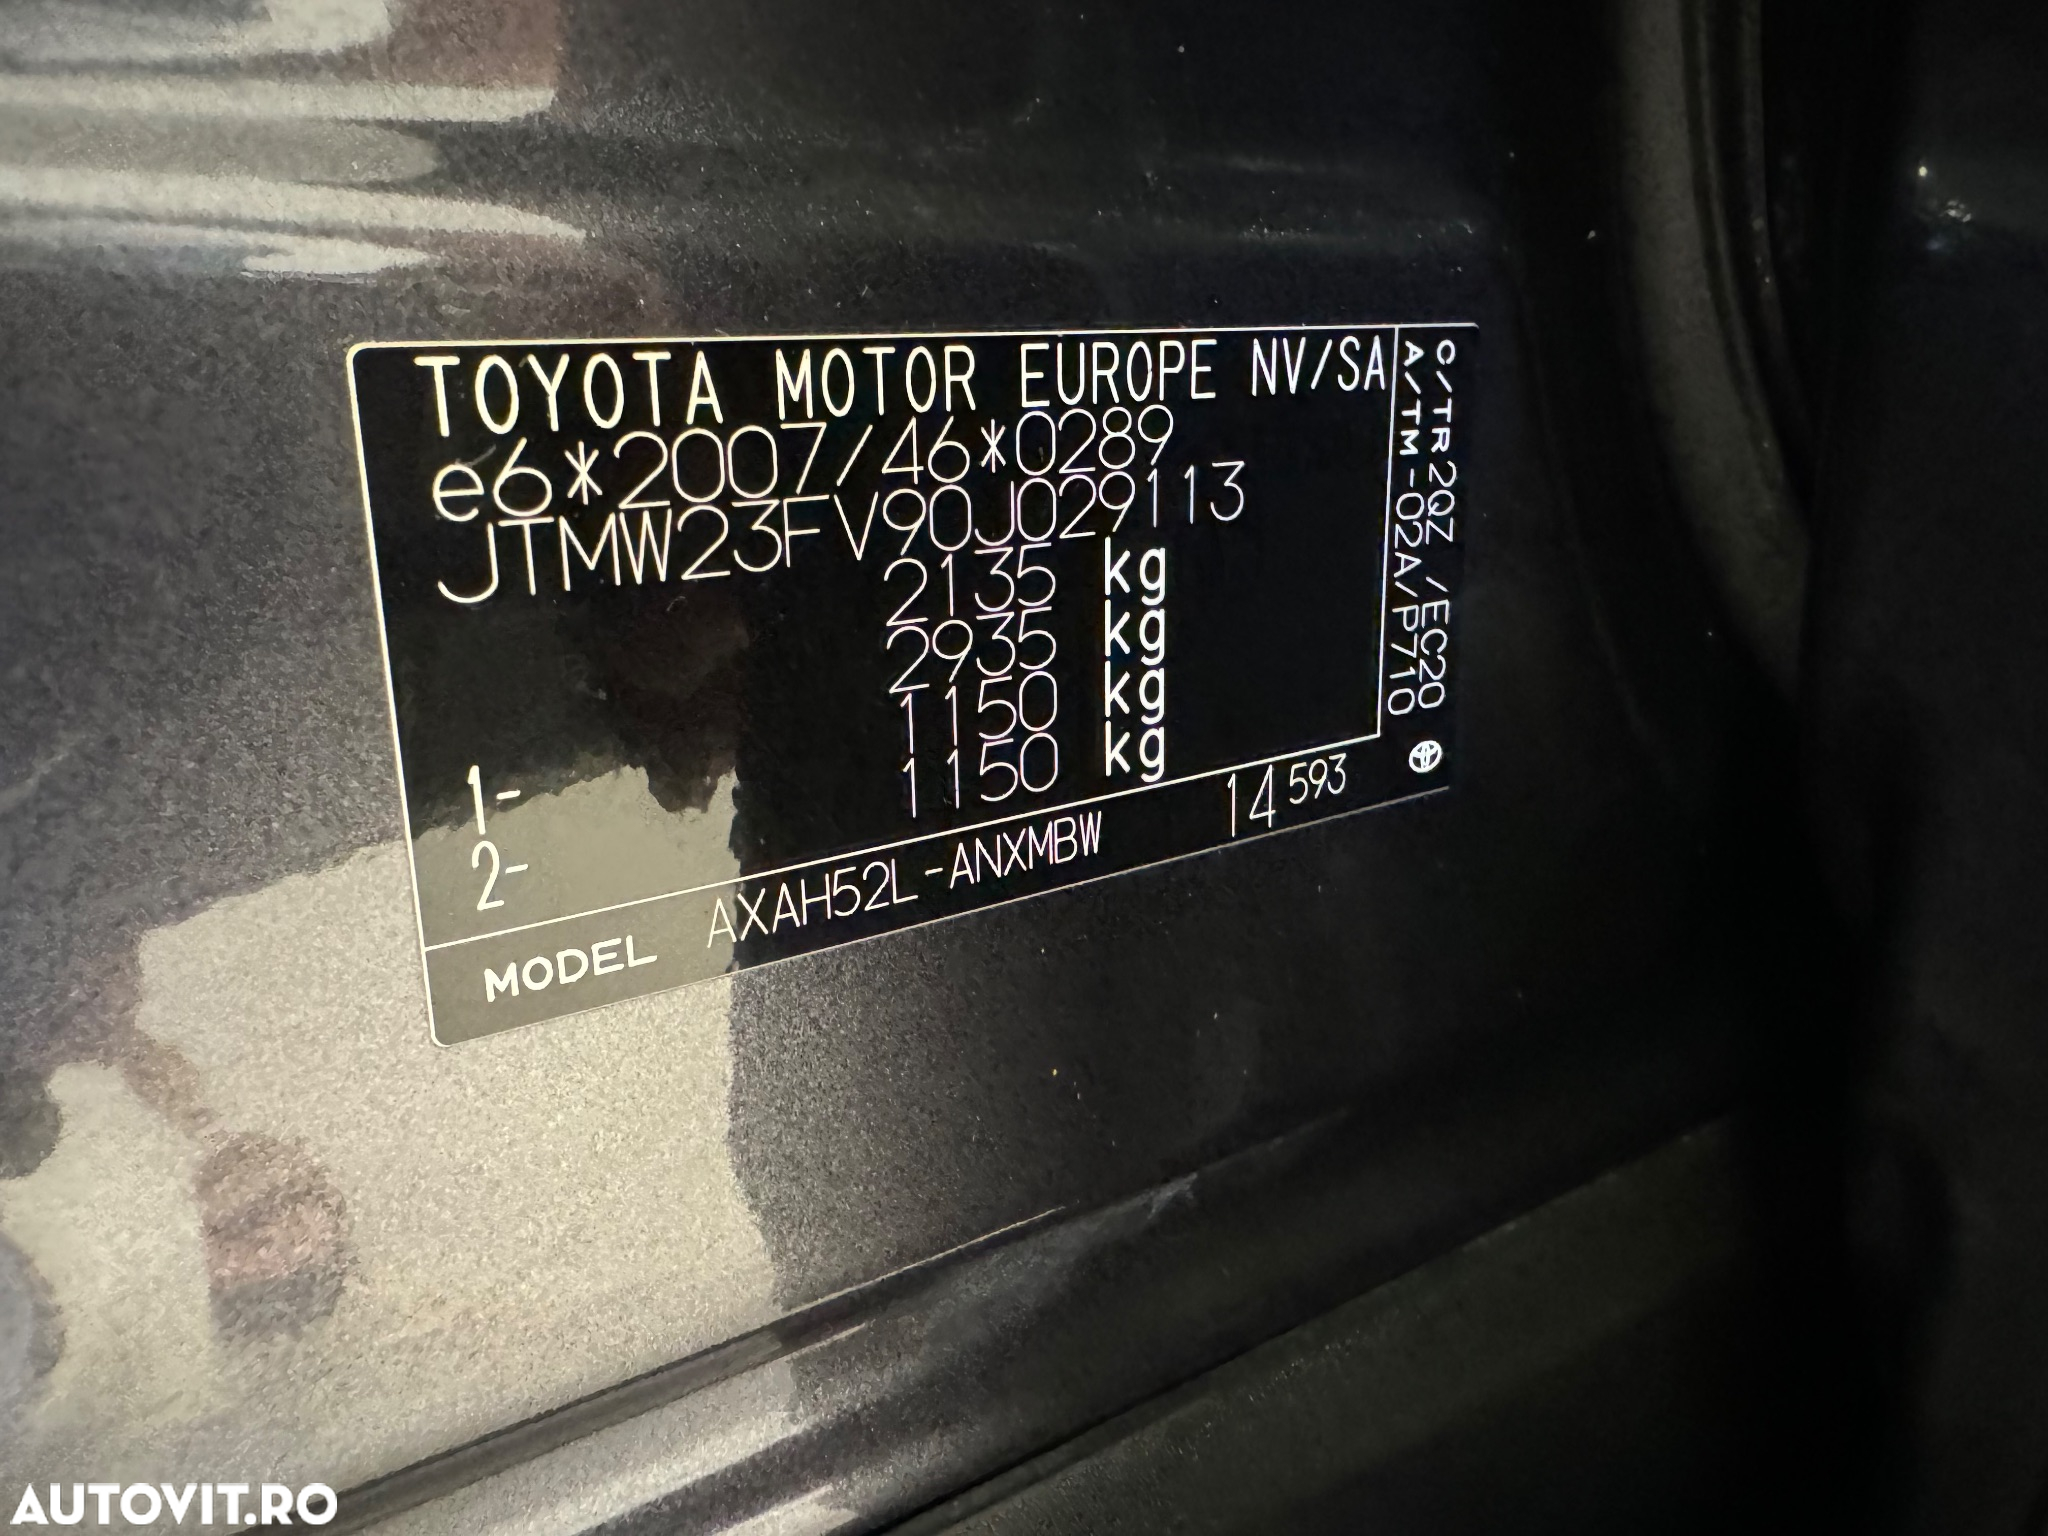 TOYOTA MOTOR EUROPE NV/SA
e6*2007/46*0289
JTMW23FV90J029113
2135 kg
2935 kg
1- 1150 kg
2- 1150 kg
MODEL AXAH52L-ANXMBW 14 593
C/TR 2QZ /EC20
A/TM-02A/P710
AUTOVIT.RO